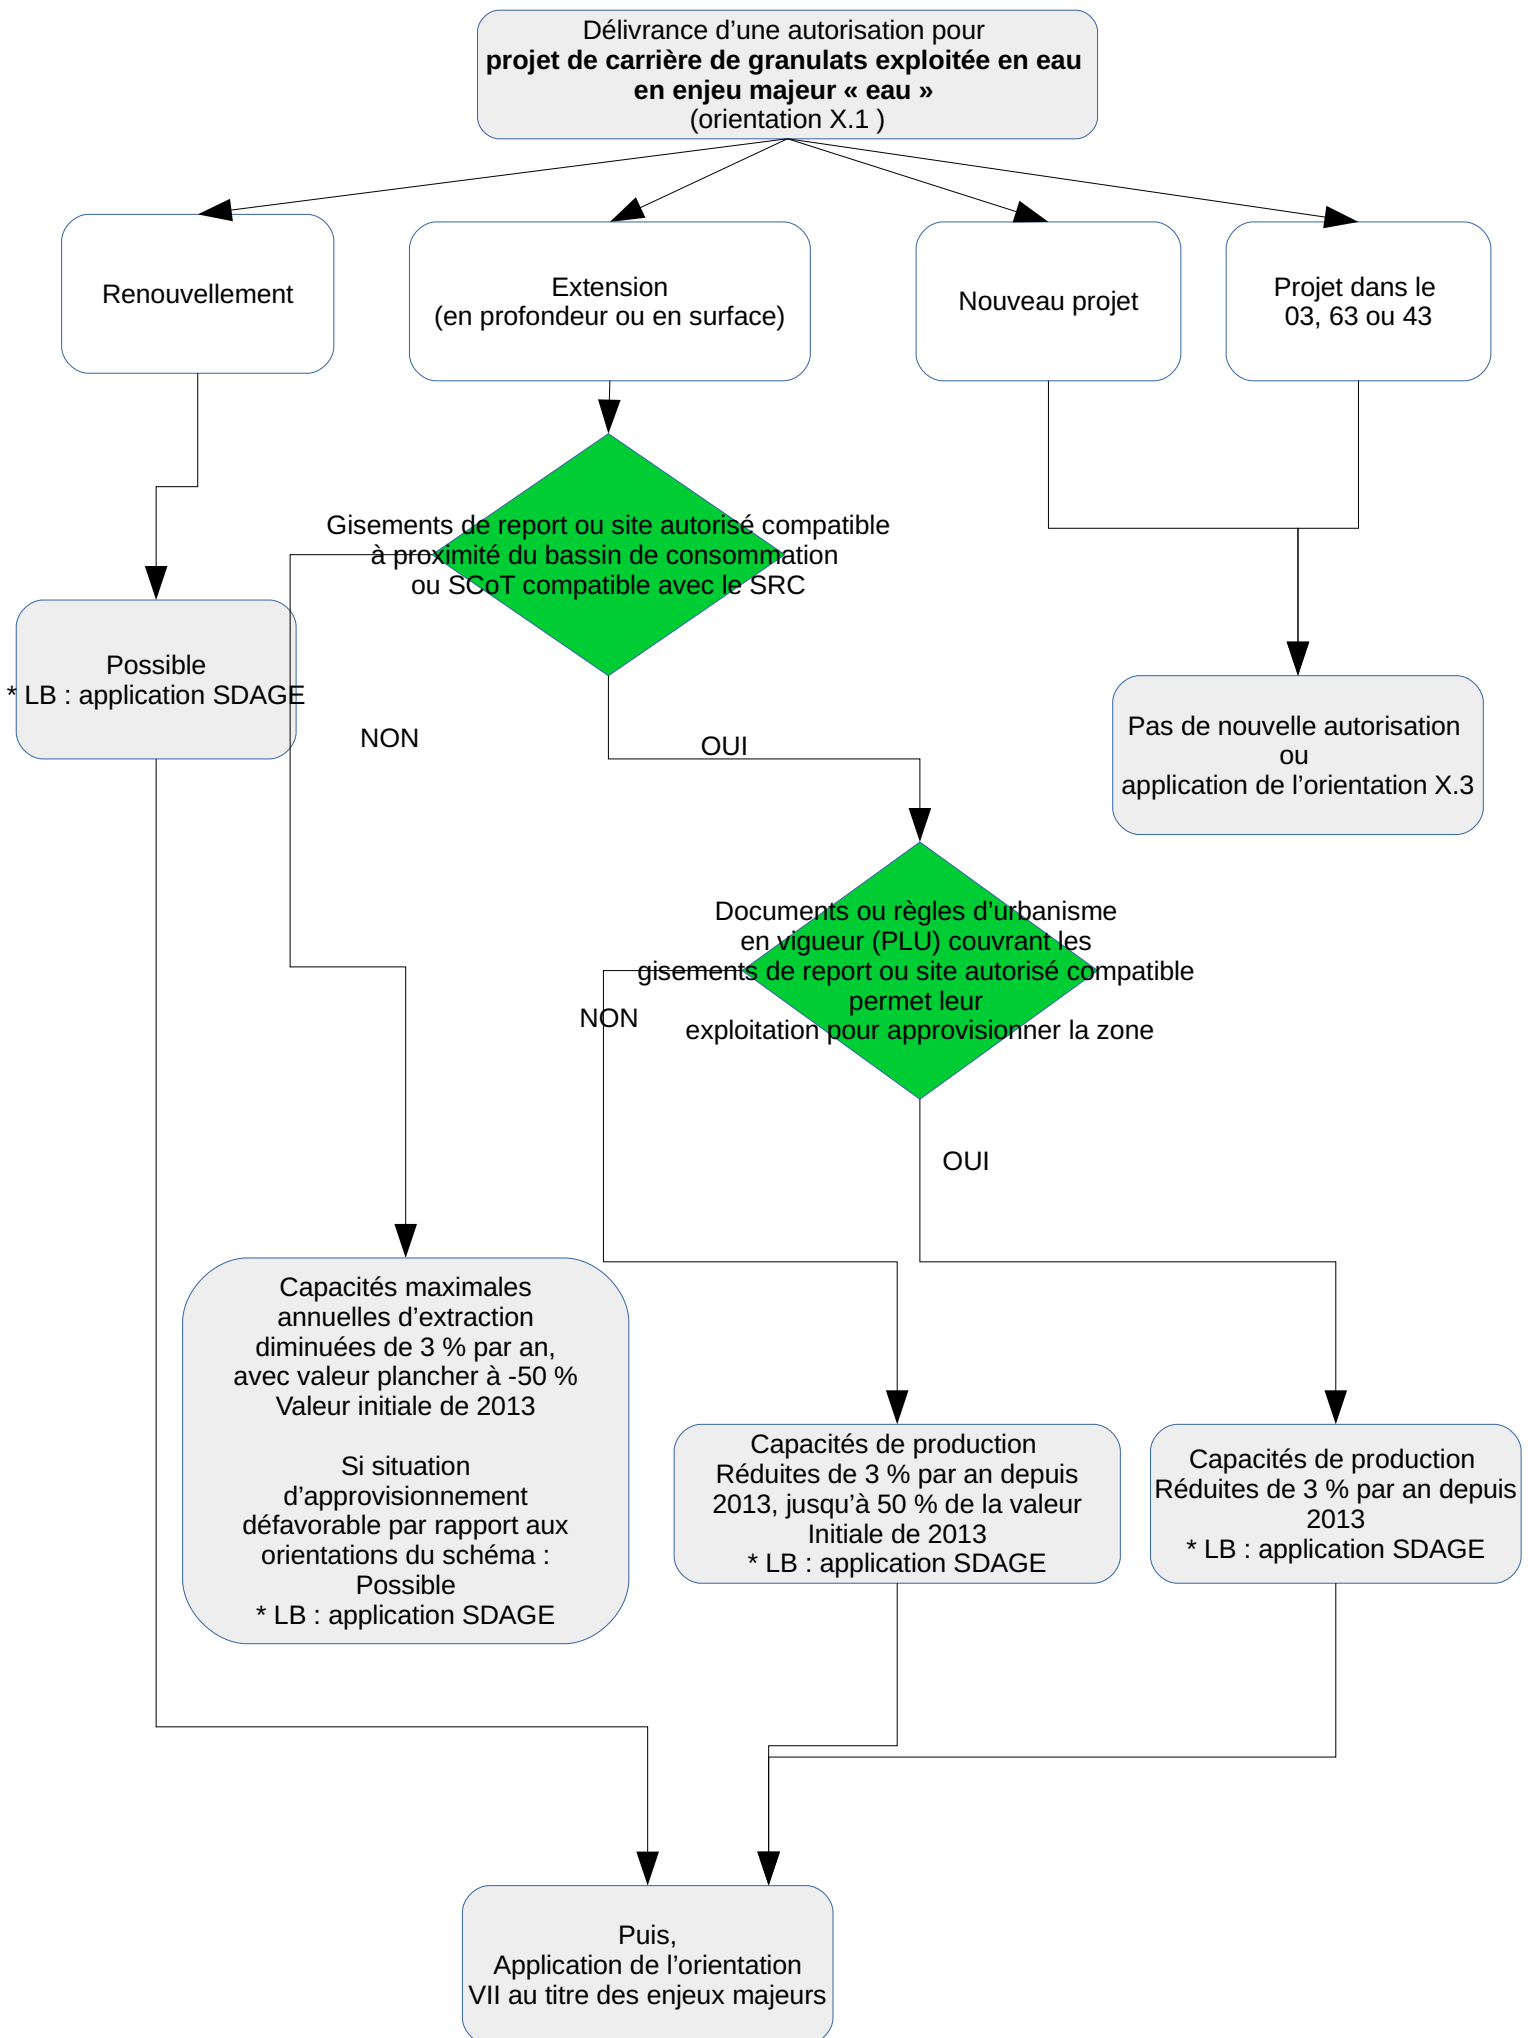 Délivrance d’une autorisation pour
projet de carrière de granulats exploitée en eau
en enjeu majeur « eau »
(orientation X.1 )
Renouvellement
Extension
(en profondeur ou en surface)
Nouveau projet
Projet dans le
03, 63 ou 43
Gisements de report ou site autorisé compatible
à proximité du bassin de consommation
ou SCoT compatible avec le SRC
Possible
* LB : application SDAGE
NON
OUI
Pas de nouvelle autorisation
ou
application de l’orientation X.3
Documents ou règles d’urbanisme
en vigueur (PLU) couvrant les
gisements de report ou site autorisé compatible
permet leur
exploitation pour approvisionner la zone
NON
OUI
Capacités maximales
annuelles d’extraction
diminuées de 3 % par an,
avec valeur plancher à -50 %
Valeur initiale de 2013
Si situation
d’approvisionnement
défavorable par rapport aux
orientations du schéma :
Possible
* LB : application SDAGE
Capacités de production
Réduites de 3 % par an depuis
2013, jusqu’à 50 % de la valeur
Initiale de 2013
* LB : application SDAGE
Capacités de production
Réduites de 3 % par an depuis
2013
* LB : application SDAGE
Puis,
Application de l’orientation
VII au titre des enjeux majeurs